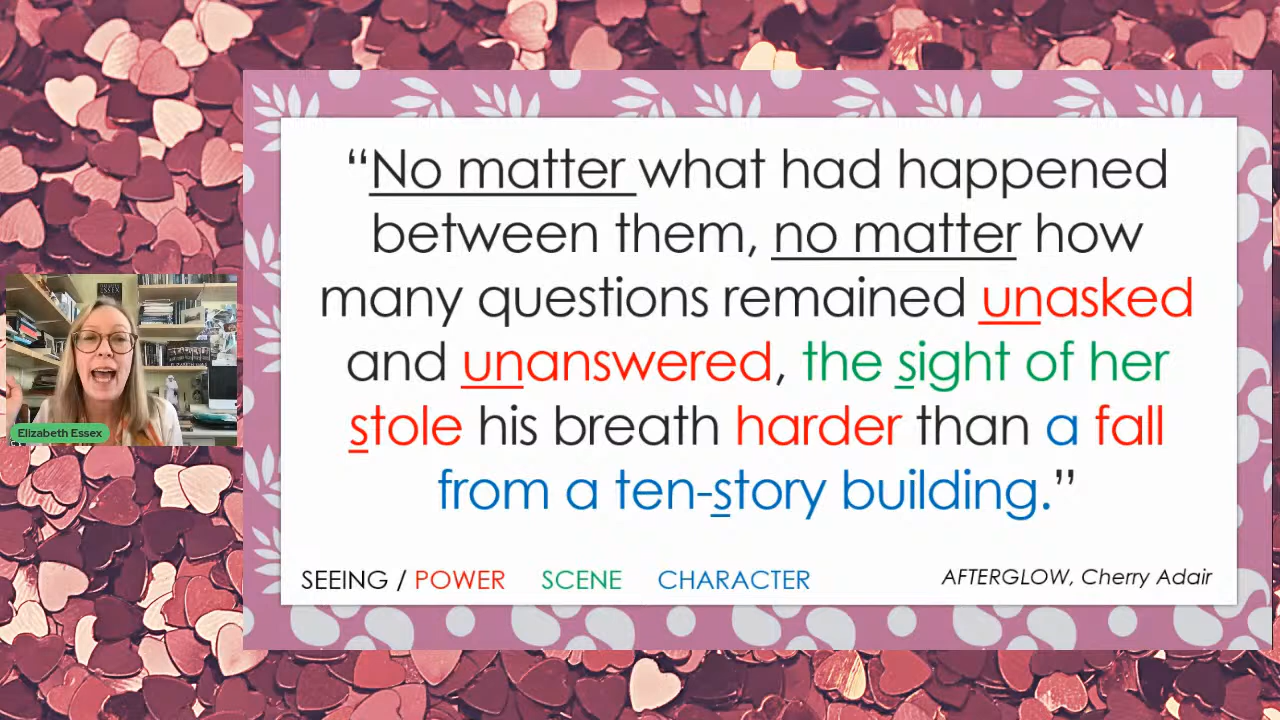 “No matter what had happened
between them, no matter how
many questions remained unasked
and unanswered, the sight of her
stole his breath harder than a fall
from a ten-story building.”
SEEING / POWER SCENE CHARACTER
AFTERGLOW, Cherry Adair
Elizabeth Essex